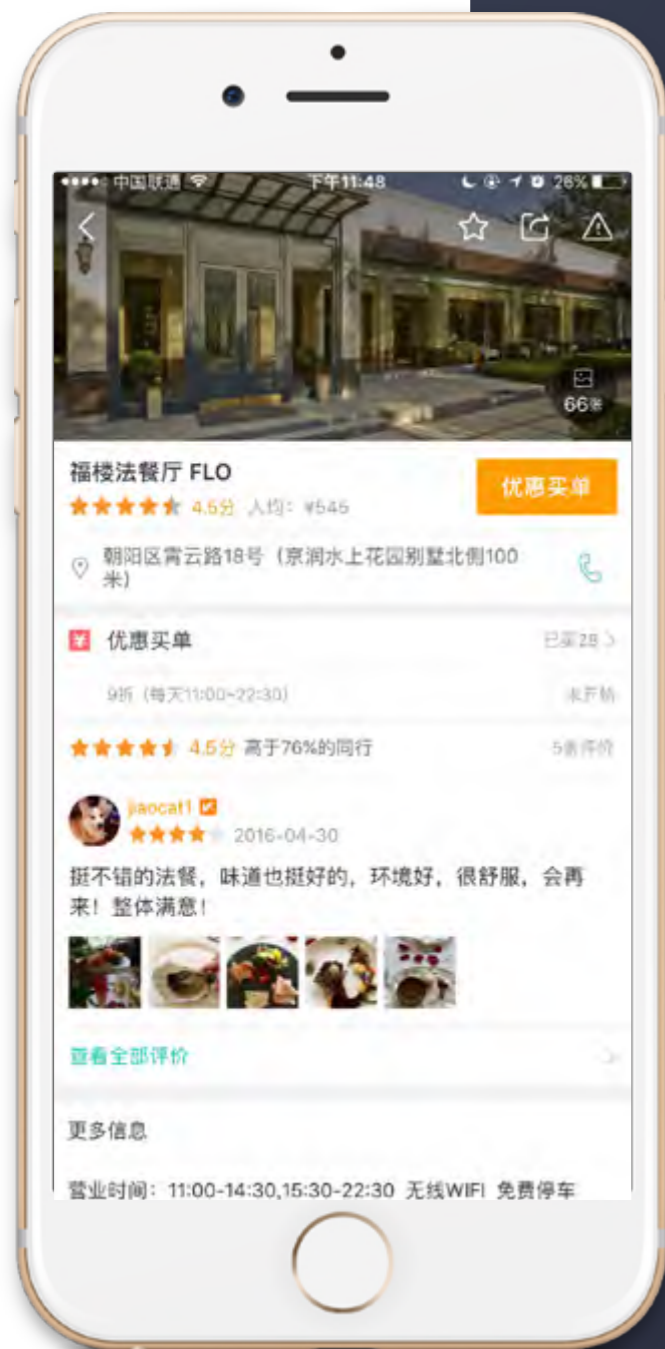 中国联通 下午11:48 26%
66张
福楼法餐厅 FLO
优惠买单
4.5分 人均：¥545
朝阳区霄云路18号（京润水上花园别墅北侧100
米）
优惠买单 已买28
9折（每天11:00~22:30） 未开始
4.5分 高于76%的同行 5条评价
jiaocat1
2016-04-30
挺不错的法餐，味道也挺好的，环境好，很舒服，会再
来！整体满意！
查看全部评价
更多信息
营业时间：11:00-14:30,15:30-22:30 无线WIFI 免费停车